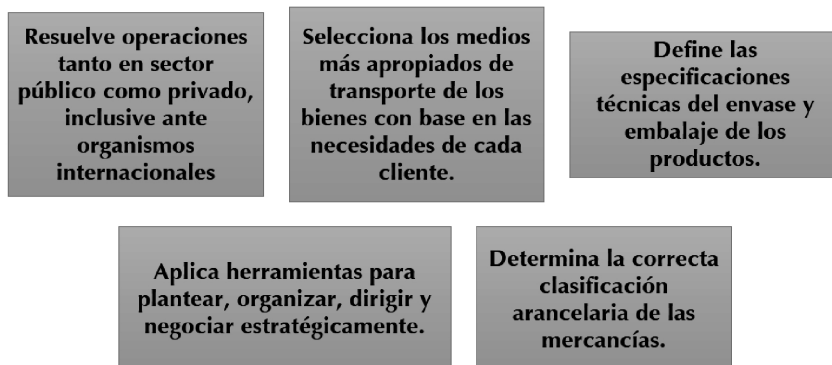 Resuelve operaciones
tanto en sector
público como privado,
inclusive ante
organismos
internacionales
Selecciona los medios
más apropiados de
transporte de los
bienes con base en las
necesidades de cada
cliente.
Define las
especificaciones
técnicas del envase y
embalaje de los
productos.
Aplica herramientas para
plantear, organizar, dirigir y
negociar estratégicamente.
Determina la correcta
clasificación
arancelaria de las
mercancías.